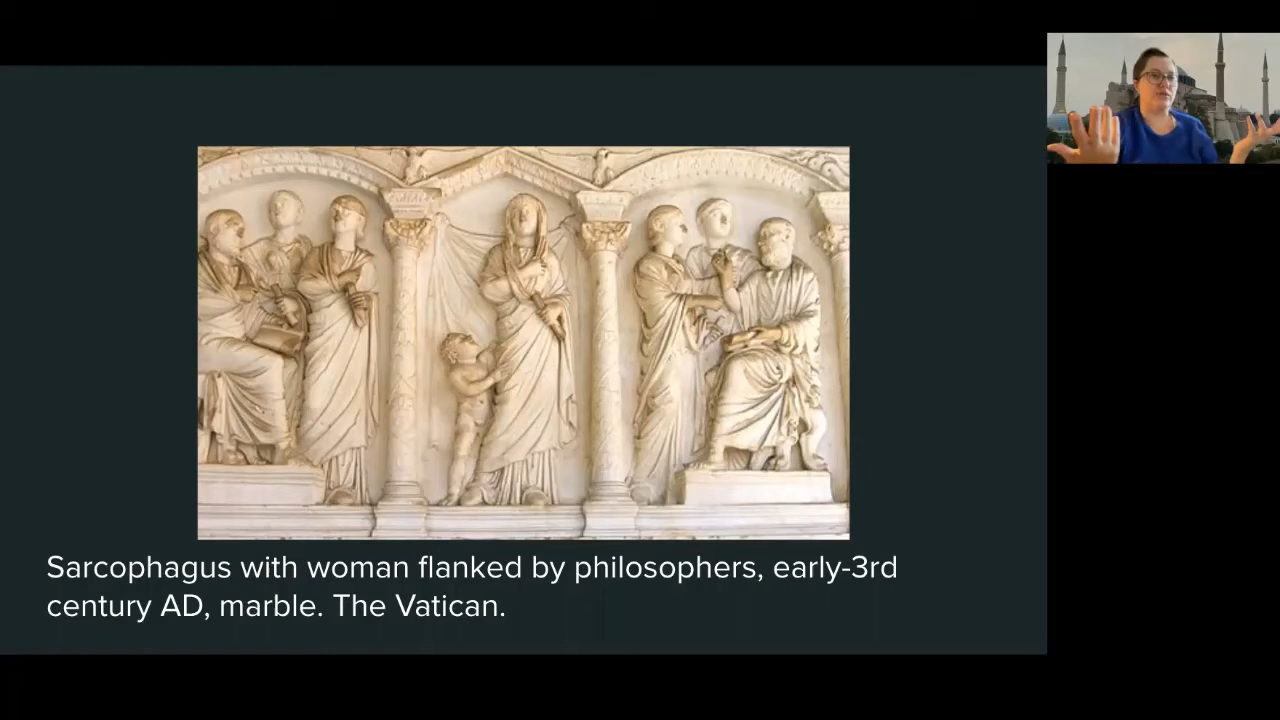 Sarcophagus with woman flanked by philosophers, early-3rd
century AD, marble. The Vatican.